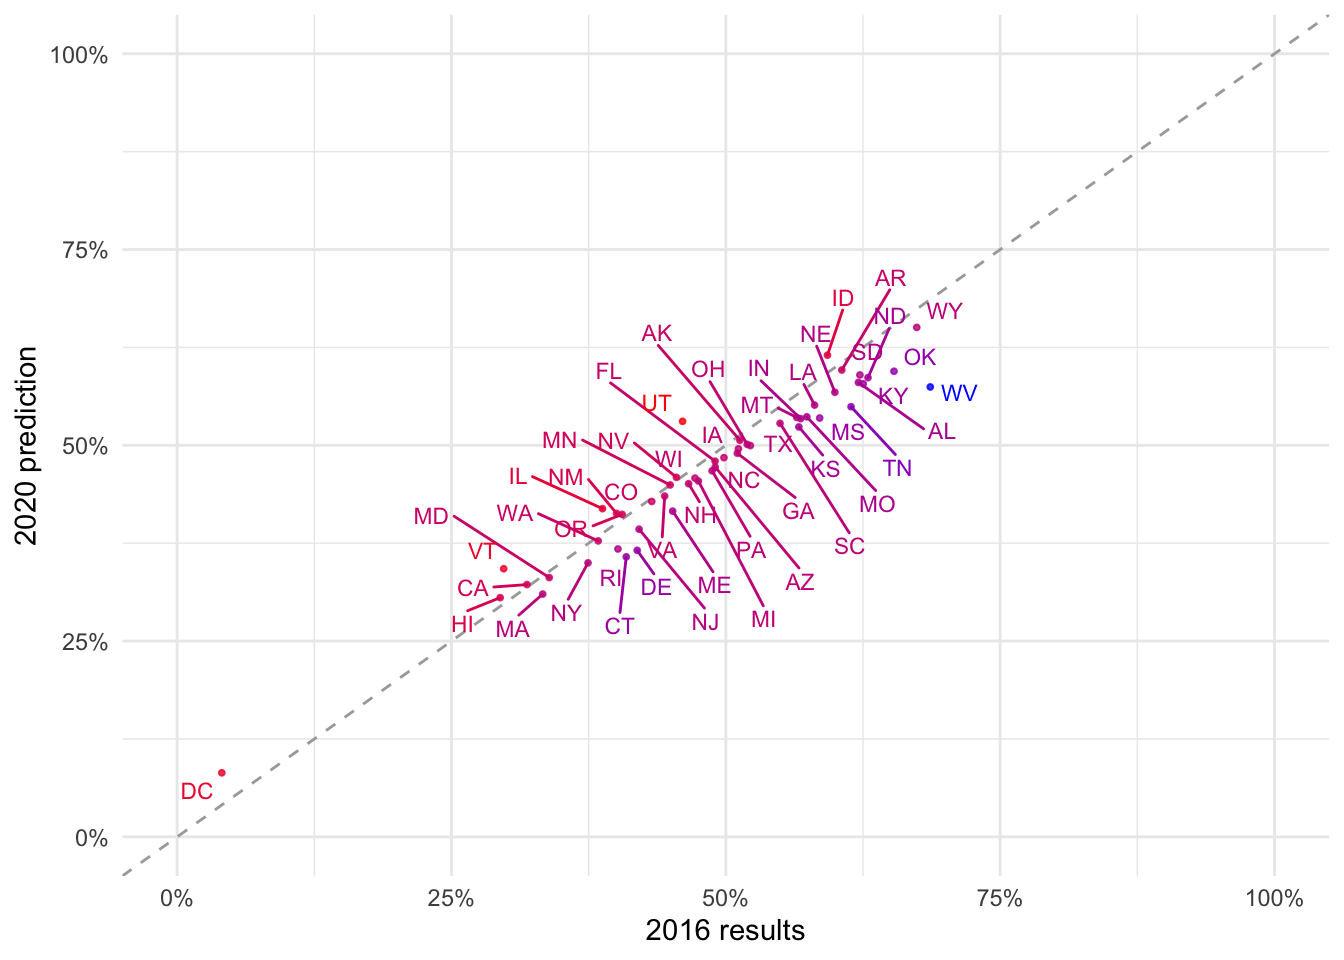 100%
75%
50%
25%
0%
2020 prediction
AR
ID
ND
WY
AK
NE
SD
OK
FL
OH
IN
LA
KY
WV
UT
MT
MS
AL
MN
NV
IA
TX
WI
KS
TN
IL
NM
CO
NC
MO
MD
WA
OR
NH
GA
VT
VA
PA
SC
CA
RI
DE
ME
AZ
HI
MA
NY
CT
NJ
MI
DC
0%
25%
50%
75%
100%
2016 results